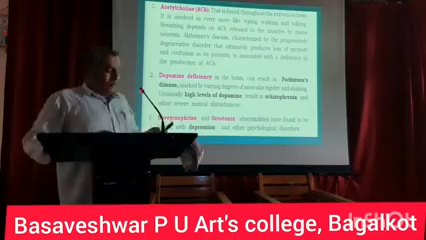 1. Acetylcholine (ACh): This is found throughout the nervous system.
It is involved in every move like typing, walking and talking.
Breathing depends on ACh released to the muscles by motor
neurons. Alzheimer's disease, characterized by the progressively
degenerative disorder that ultimately produces loss of memory
and confusion in its patients, is associated with a deficiency in
the production of ACh.
2. Dopamine deficiency in the brain, can result in Parkinson's
disease, marked by varying degrees of muscular rigidity and shaking.
Unusually high levels of dopamine result in schizophrenia and
other severe mental disturbances.
Norepinephrine and Serotonin abnormalities have found to be
with depression and other psychological disorders.
Basaveshwar P U Art's college, Bagalkot
InShOt